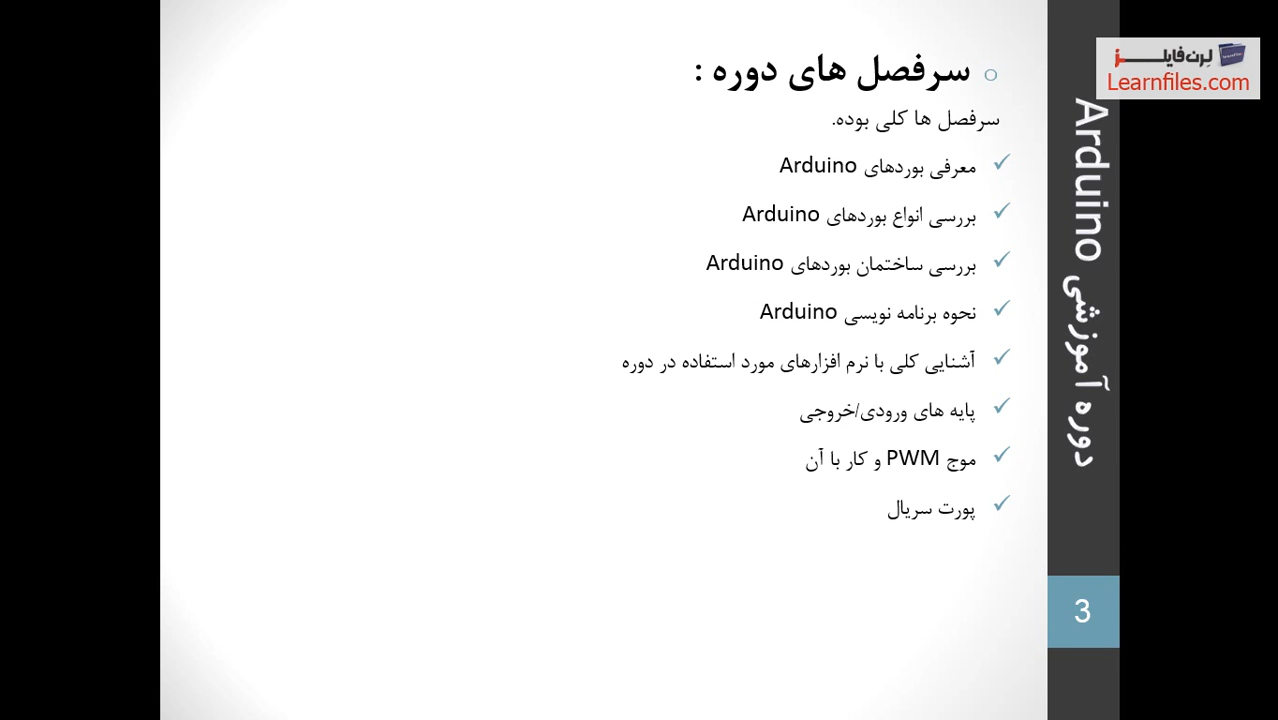 سرفصل های دوره :
سرفصل ها کلی بوده.
معرفی بوردهای Arduino
بررسی انواع بوردهای Arduino
بررسی ساختمان بوردهای Arduino
نحوه برنامه نویسی Arduino
آشنایی کلی با نرم افزارهای مورد استفاده در دوره
پایه های ورودی/خروجی
موج PWM و کار با آن
پورت سریال
لرن فایلز
Learnfiles.com
دوره آموزشی Arduino
3